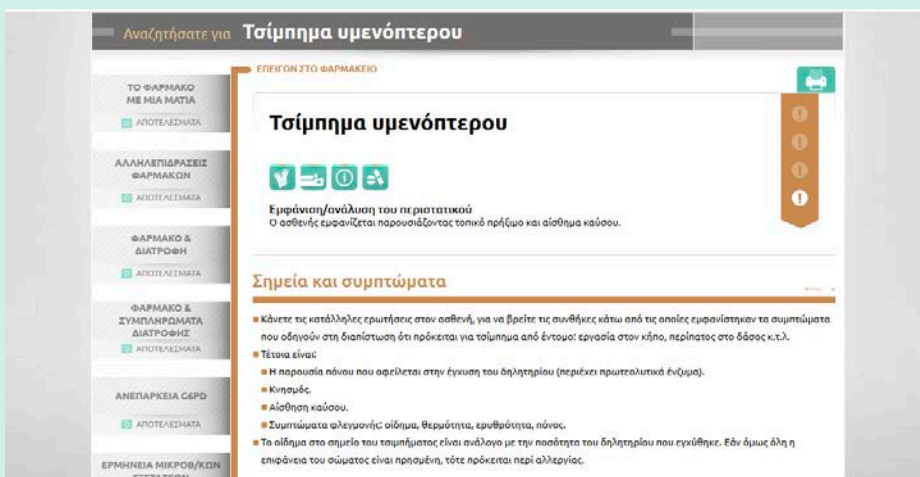 Αναζητήσατε για Τσίμπημα υμενόπτερου
ΤΟ ΦΑΡΜΑΚΟ
ΜΕ ΜΙΑ ΜΑΤΙΑ
ΑΠΟΤΕΛΕΣΜΑΤΑ
ΑΛΛΗΛΕΠΙΔΡΑΣΕΙΣ
ΦΑΡΜΑΚΩΝ
ΑΠΟΤΕΛΕΣΜΑΤΑ
ΦΑΡΜΑΚΟ &
ΔΙΑΤΡΟΦΗ
ΑΠΟΤΕΛΕΣΜΑΤΑ
ΦΑΡΜΑΚΟ &
ΣΥΜΠΛΗΡΩΜΑΤΑ
ΔΙΑΤΡΟΦΗΣ
ΑΠΟΤΕΛΕΣΜΑΤΑ
ΑΝΕΠΑΡΚΕΙΑ G6PD
ΑΠΟΤΕΛΕΣΜΑΤΑ
ΕΡΜΗΝΕΙΑ ΜΙΚΡΟΒ/ΚΩΝ
ΕΠΕΙΓΟΝ ΣΤΟ ΦΑΡΜΑΚΕΙΟ
Τσίμπημα υμενόπτερου
Εμφάνιση/ανάλυση του περιστατικού
Ο ασθενής εμφανίζεται παρουσιάζοντας τοπικό πρήξιμο και αίσθημα καύσου.
Σημεία και συμπτώματα
Κάνετε τις κατάλληλες ερωτήσεις στον ασθενή, για να βρείτε τις συνθήκες κάτω από τις οποίες εμφανίστηκαν τα συμπτώματα
που οδηγούν στη διαπίστωση ότι πρόκειται για τσίμπημα από έντομο: εργασία στον κήπο, περίπατος στο δάσος κ.τ.λ.
Τέτοια είναι:
Η παρουσία πόνου που οφείλεται στην έγχυση του δηλητηρίου (περιέχει πρωτεολυτικά ένζυμα).
Κνησμός.
Αίσθηση καύσου.
Συμπτώματα φλεγμονής: οίδημα, θερμότητα, ερυθρότητα, πόνος.
Το οίδημα στο σημείο του τσιμπήματος είναι ανάλογο με την ποσότητα του δηλητηρίου που εγχύθηκε. Εάν όμως όλη η
επιφάνεια του σώματος είναι πρησμένη, τότε πρόκειται περί αλλεργίας.